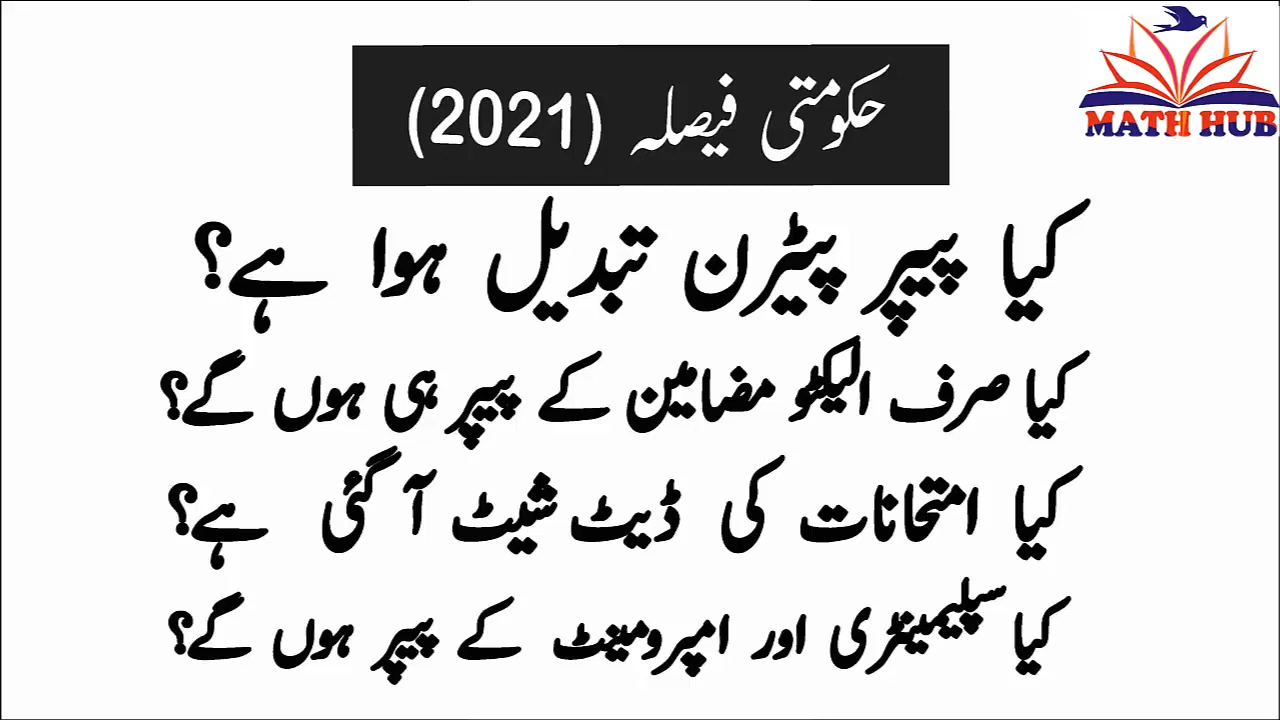 MATH HUB
حکومتی فیصلہ (2021)
کیا پیپر پیٹرن تبدیل ہوا ہے؟
کیا صرف الیکٹو مضامین کے پیپر ہی ہوں گے؟
کیا امتحانات کی ڈیٹ شیٹ آ گئی ہے؟
کیا سپلیمینٹری اور امپرومینٹ کے پیپر ہوں گے؟